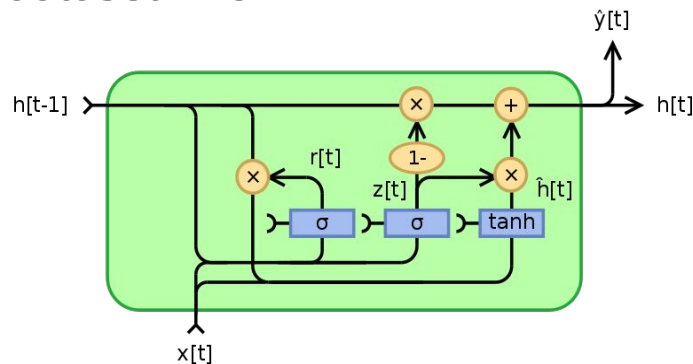 ŷ[t]
h[t-1]
×
+
h[t]
1-
r[t]
×
z[t]
×
ĥ[t]
σ
σ
tanh
x[t]